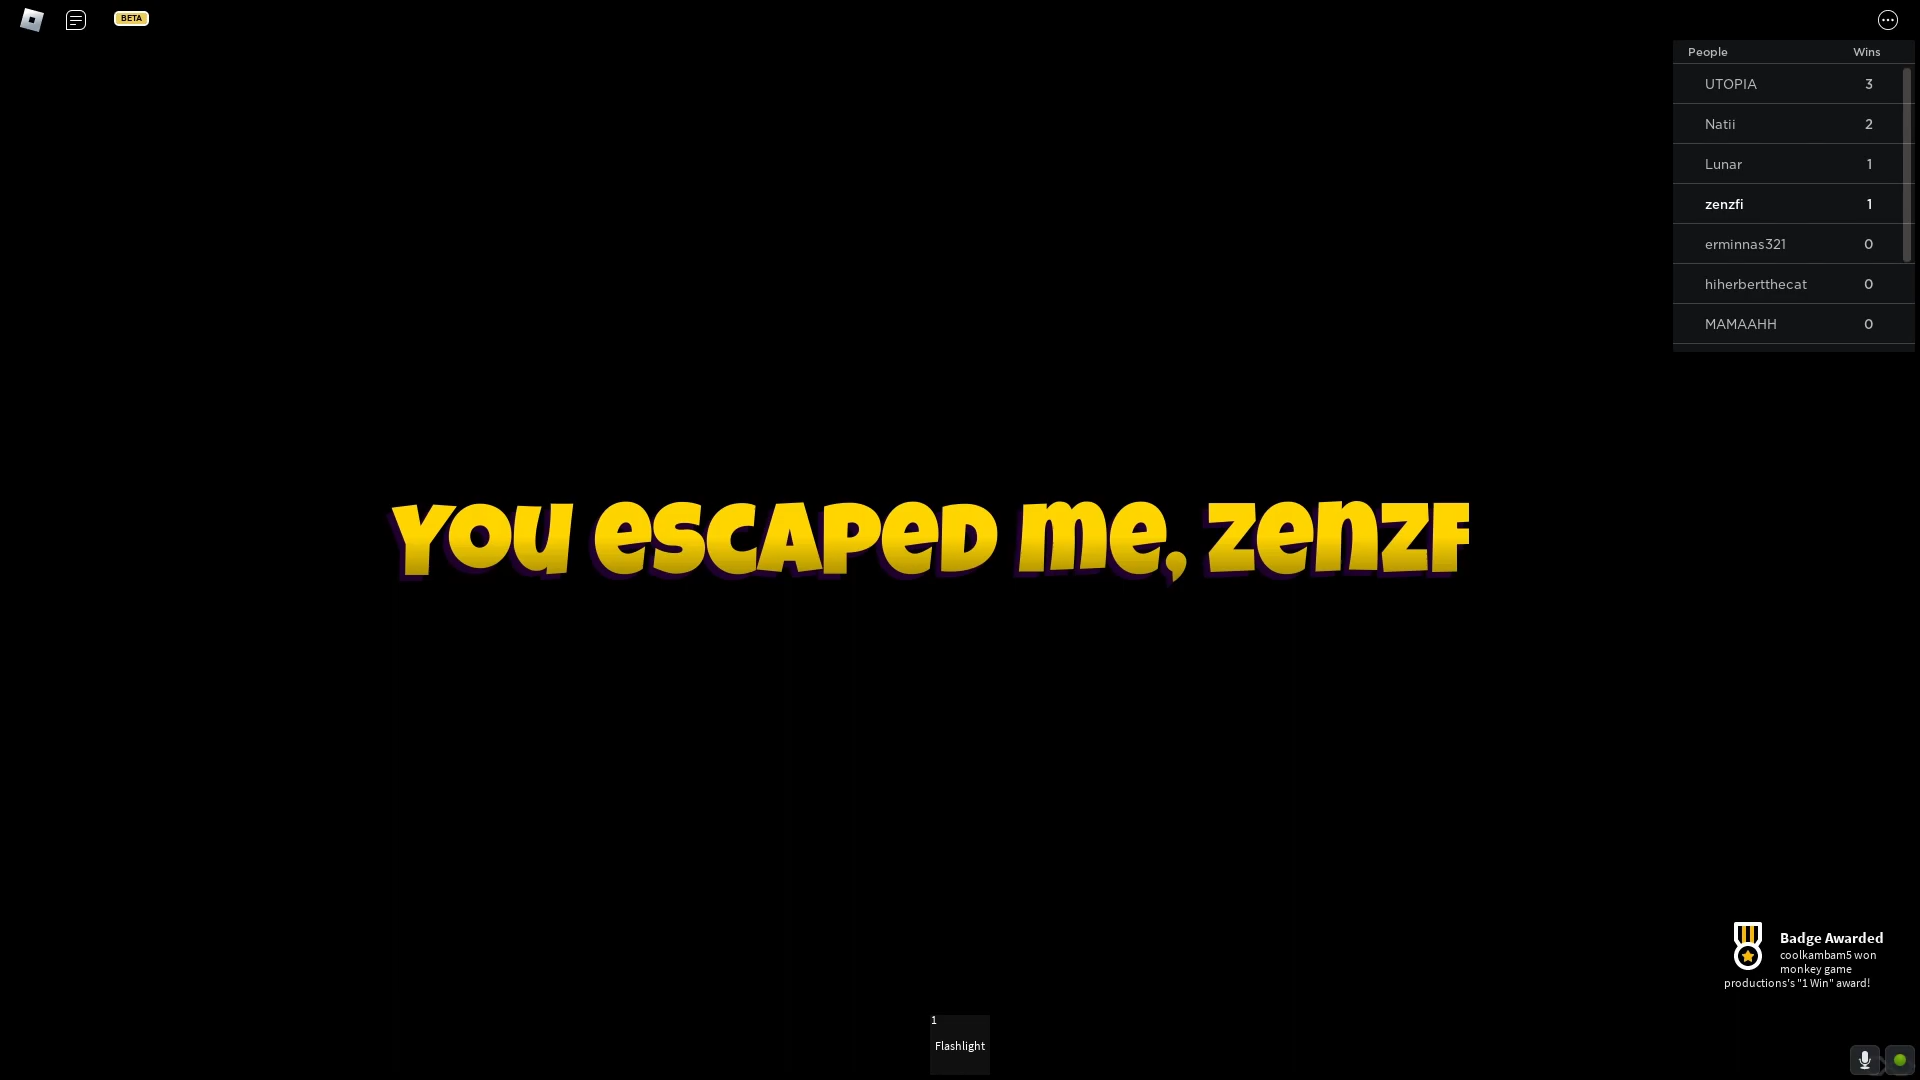 BETA
People Wins
UTOPIA 3
Natii 2
Lunar 1
zenzfi 1
erminnas321 0
hiherbertthecat 0
MAMAAHH 0
You escaped me, zenzf
Badge Awarded
coolkambam5 won
monkey game
productions's "1 Win" award!
1
Flashlight